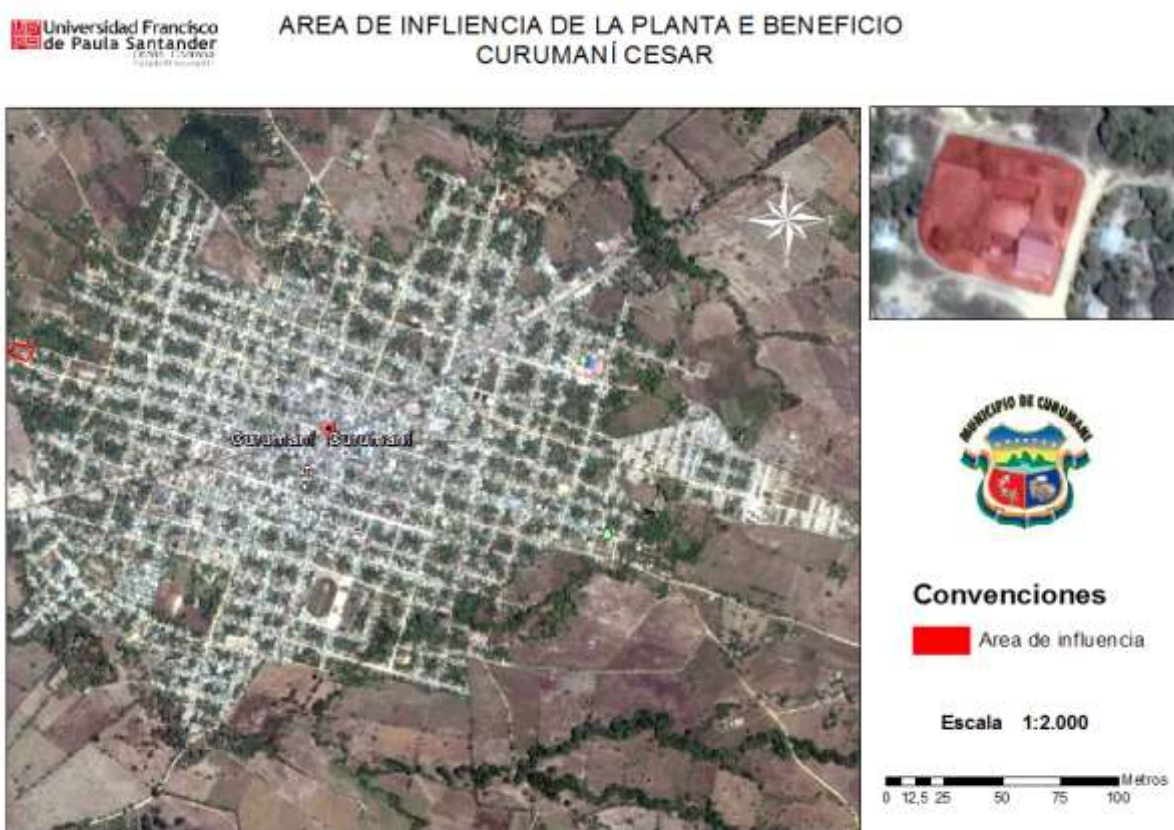 Universidad Francisco
de Paula Santander
AREA DE INFLIENCIA DE LA PLANTA E BENEFICIO
CURUMANÍ CESAR
Curumaní Curumaní
MUNICIPIO DE CURUMANÍ
Convenciones
Area de influencia
Escala 1:2.000
Metros
0 12,5 25 50 75 100